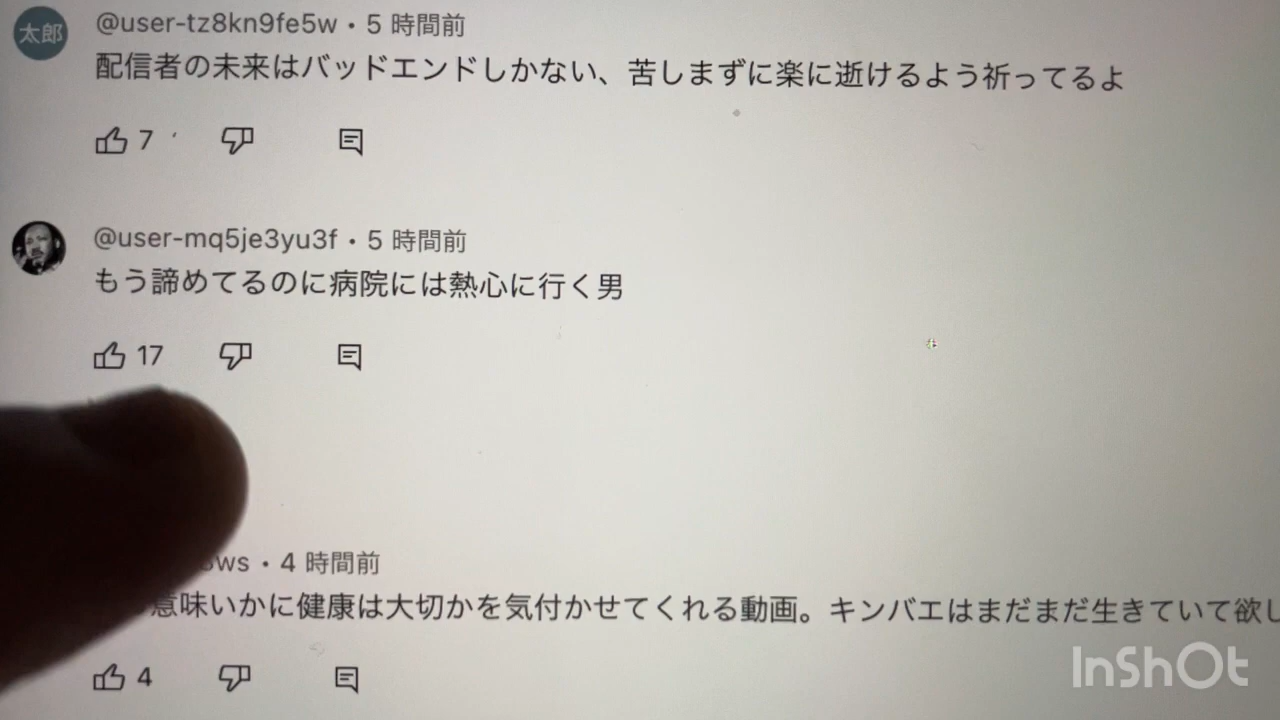 太郎
@user-tz8kn9fe5w・5 時間前
配信者の未来はバッドエンドしかない、苦しまずに楽に逝けるよう祈ってるよ
7
@user-mq5je3yu3f・5 時間前
もう諦めてるのに病院には熱心に行く男
17
ws・4 時間前
意味いかに健康は大切かを気付かせてくれる動画。キンバエはまだまだ生きていて欲し
4
InShOt